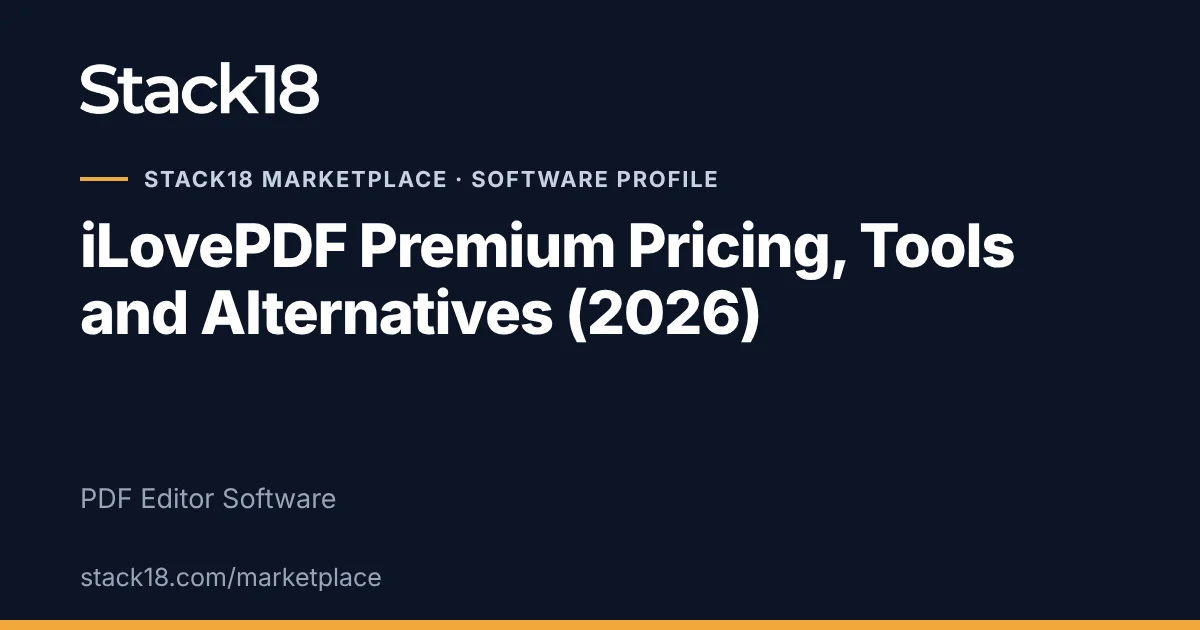 Stack18
STACK18 MARKETPLACE · SOFTWARE PROFILE
iLovePDF Premium Pricing, Tools
and Alternatives (2026)
PDF Editor Software
stack18.com/marketplace